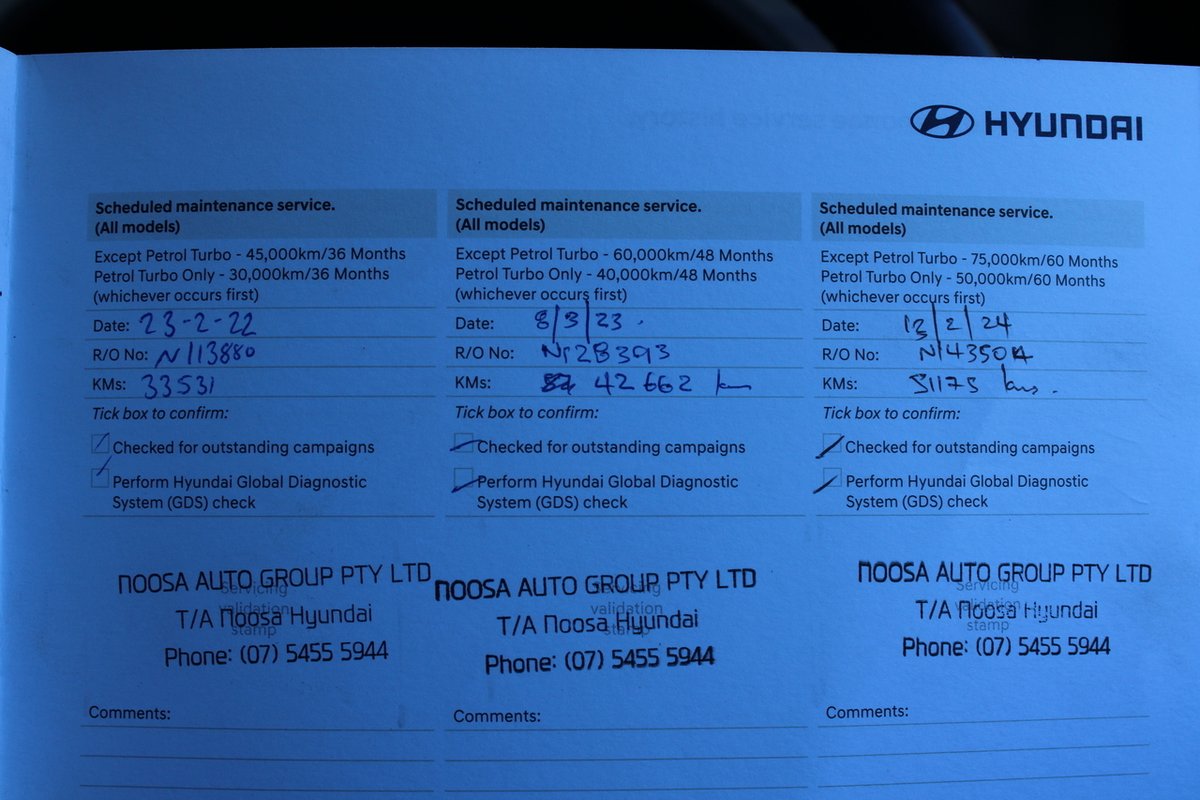 HYUNDAI
Scheduled maintenance service.
(All models)
Except Petrol Turbo - 45,000km/36 Months
Petrol Turbo Only - 30,000km/36 Months
(whichever occurs first)
Date: 23-2-22
R/O No: N113880
KMs: 33531
Tick box to confirm:
Checked for outstanding campaigns
Perform Hyundai Global Diagnostic
System (GDS) check
NOOSA AUTO GROUP PTY LTD
Servicing
validation
stamp
T/A Noosa Hyundai
Phone: (07) 5455 5944
Comments:
Scheduled maintenance service.
(All models)
Except Petrol Turbo - 60,000km/48 Months
Petrol Turbo Only - 40,000km/48 Months
(whichever occurs first)
Date: 8/3/23.
R/O No: N128393
KMs: 42662 km
Tick box to confirm:
Checked for outstanding campaigns
Perform Hyundai Global Diagnostic
System (GDS) check
NOOSA AUTO GROUP PTY LTD
Servicing
validation
stamp
T/A Noosa Hyundai
Phone: (07) 5455 5944
Comments:
Scheduled maintenance service.
(All models)
Except Petrol Turbo - 75,000km/60 Months
Petrol Turbo Only - 50,000km/60 Months
(whichever occurs first)
Date: 13/2/24
R/O No: N143504
KMs: 51175 kms.
Tick box to confirm:
Checked for outstanding campaigns
Perform Hyundai Global Diagnostic
System (GDS) check
NOOSA AUTO GROUP PTY LTD
Servicing
validation
stamp
T/A Noosa Hyundai
Phone: (07) 5455 5944
Comments: